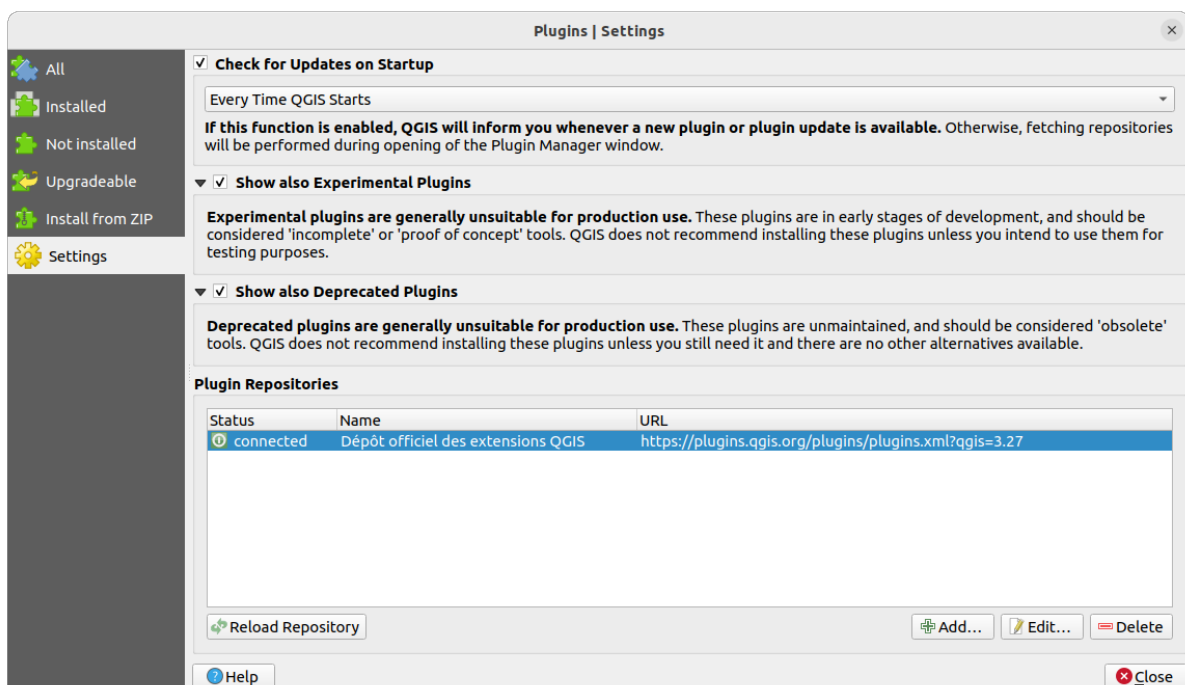 Plugins | Settings
All
Installed
Not installed
Upgradeable
Install from ZIP
Settings
Check for Updates on Startup
Every Time QGIS Starts
If this function is enabled, QGIS will inform you whenever a new plugin or plugin update is available. Otherwise, fetching repositories
will be performed during opening of the Plugin Manager window.
Show also Experimental Plugins
Experimental plugins are generally unsuitable for production use. These plugins are in early stages of development, and should be
considered 'incomplete' or 'proof of concept' tools. QGIS does not recommend installing these plugins unless you intend to use them for
testing purposes.
Show also Deprecated Plugins
Deprecated plugins are generally unsuitable for production use. These plugins are unmaintained, and should be considered 'obsolete'
tools. QGIS does not recommend installing these plugins unless you still need it and there are no other alternatives available.
Plugin Repositories
Status Name URL
connected Dépôt officiel des extensions QGIS https://plugins.qgis.org/plugins/plugins.xml?qgis=3.27
Reload Repository Add... Edit... Delete
Help Close